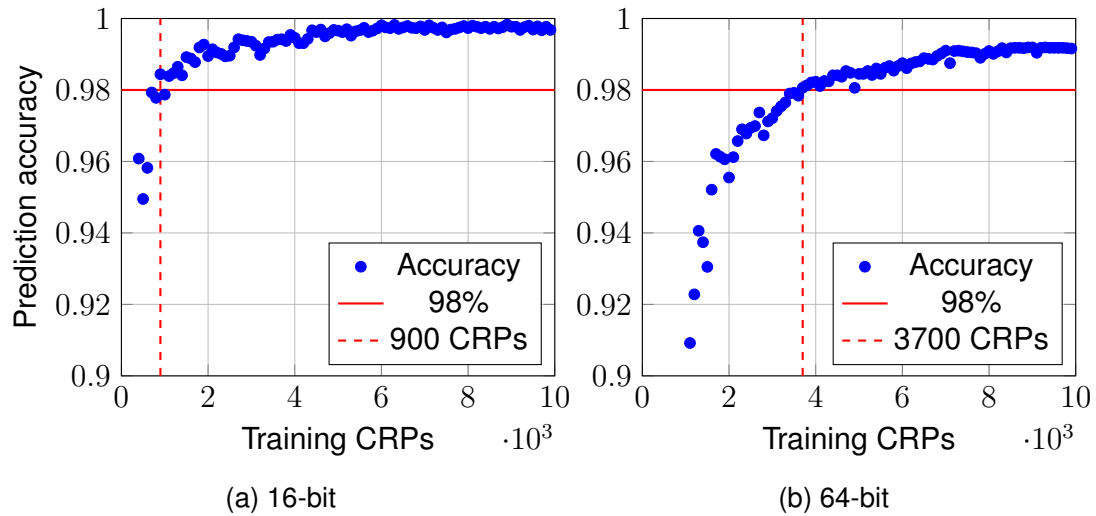 Prediction accuracy
1
0.98
0.96
0.94
0.92
0.9
0 2 4 6 8 10
Training CRPs ·10³
Accuracy
98%
900 CRPs
(a) 16-bit
1
0.98
0.96
0.94
0.92
0.9
0 2 4 6 8 10
Training CRPs ·10³
Accuracy
98%
3700 CRPs
(b) 64-bit